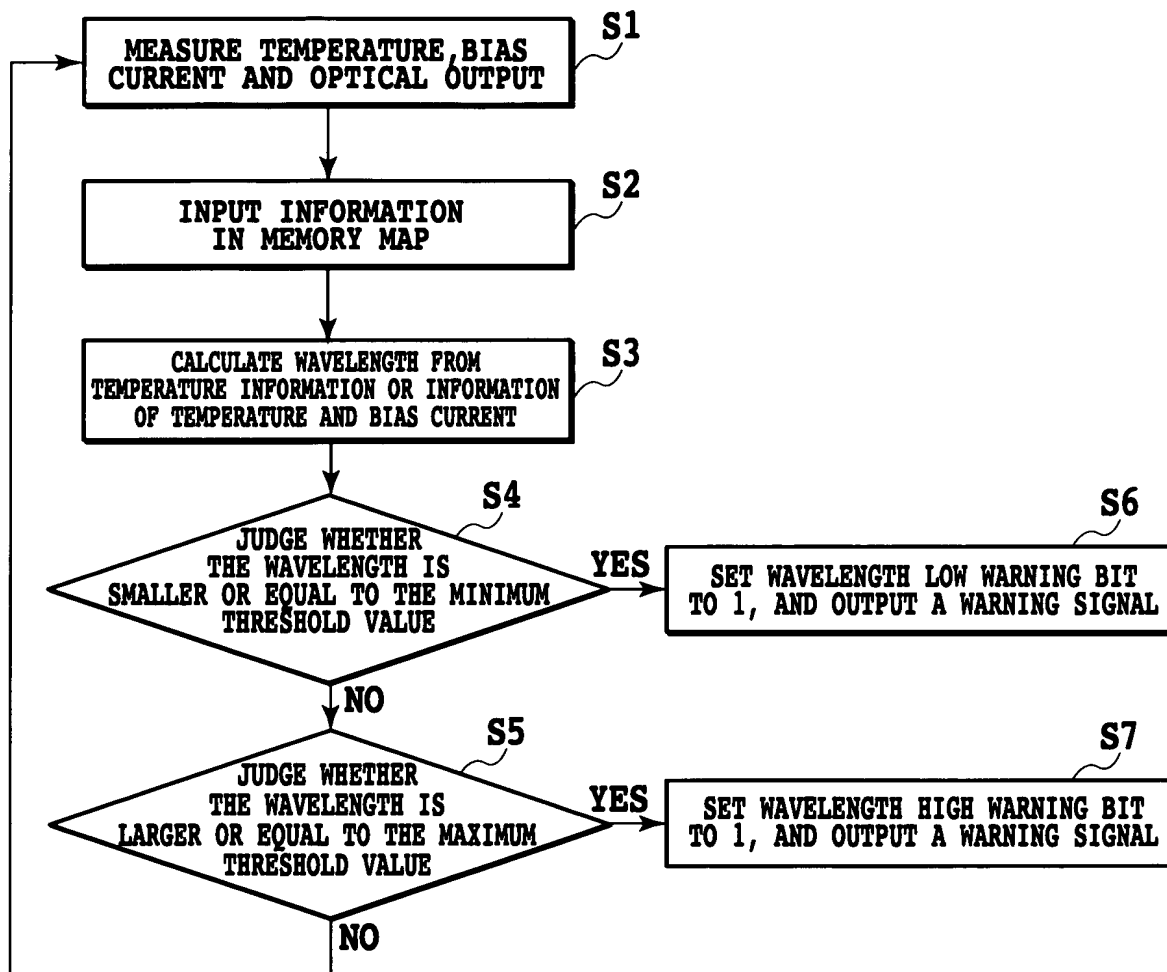 S1
MEASURE TEMPERATURE,BIAS
CURRENT AND OPTICAL OUTPUT
S2
INPUT INFORMATION
IN MEMORY MAP
S3
CALCULATE WAVELENGTH FROM
TEMPERATURE INFORMATION OR INFORMATION
OF TEMPERATURE AND BIAS CURRENT
S4
JUDGE WHETHER
THE WAVELENGTH IS
SMALLER OR EQUAL TO THE MINIMUM
THRESHOLD VALUE
YES
S6
SET WAVELENGTH LOW WARNING BIT
TO 1, AND OUTPUT A WARNING SIGNAL
NO
S5
JUDGE WHETHER
THE WAVELENGTH IS
LARGER OR EQUAL TO THE MAXIMUM
THRESHOLD VALUE
YES
S7
SET WAVELENGTH HIGH WARNING BIT
TO 1, AND OUTPUT A WARNING SIGNAL
NO